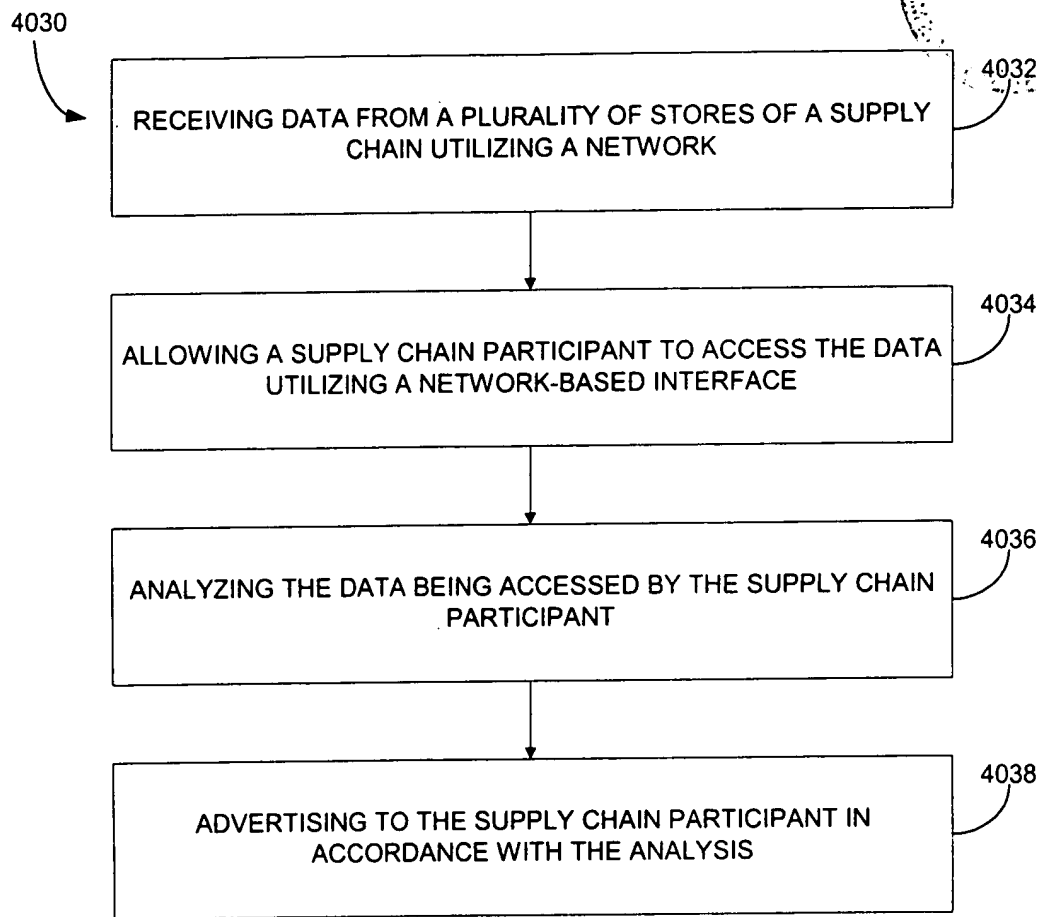 4030
4032
RECEIVING DATA FROM A PLURALITY OF STORES OF A SUPPLY
CHAIN UTILIZING A NETWORK
4034
ALLOWING A SUPPLY CHAIN PARTICIPANT TO ACCESS THE DATA
UTILIZING A NETWORK-BASED INTERFACE
4036
ANALYZING THE DATA BEING ACCESSED BY THE SUPPLY CHAIN
PARTICIPANT
4038
ADVERTISING TO THE SUPPLY CHAIN PARTICIPANT IN
ACCORDANCE WITH THE ANALYSIS